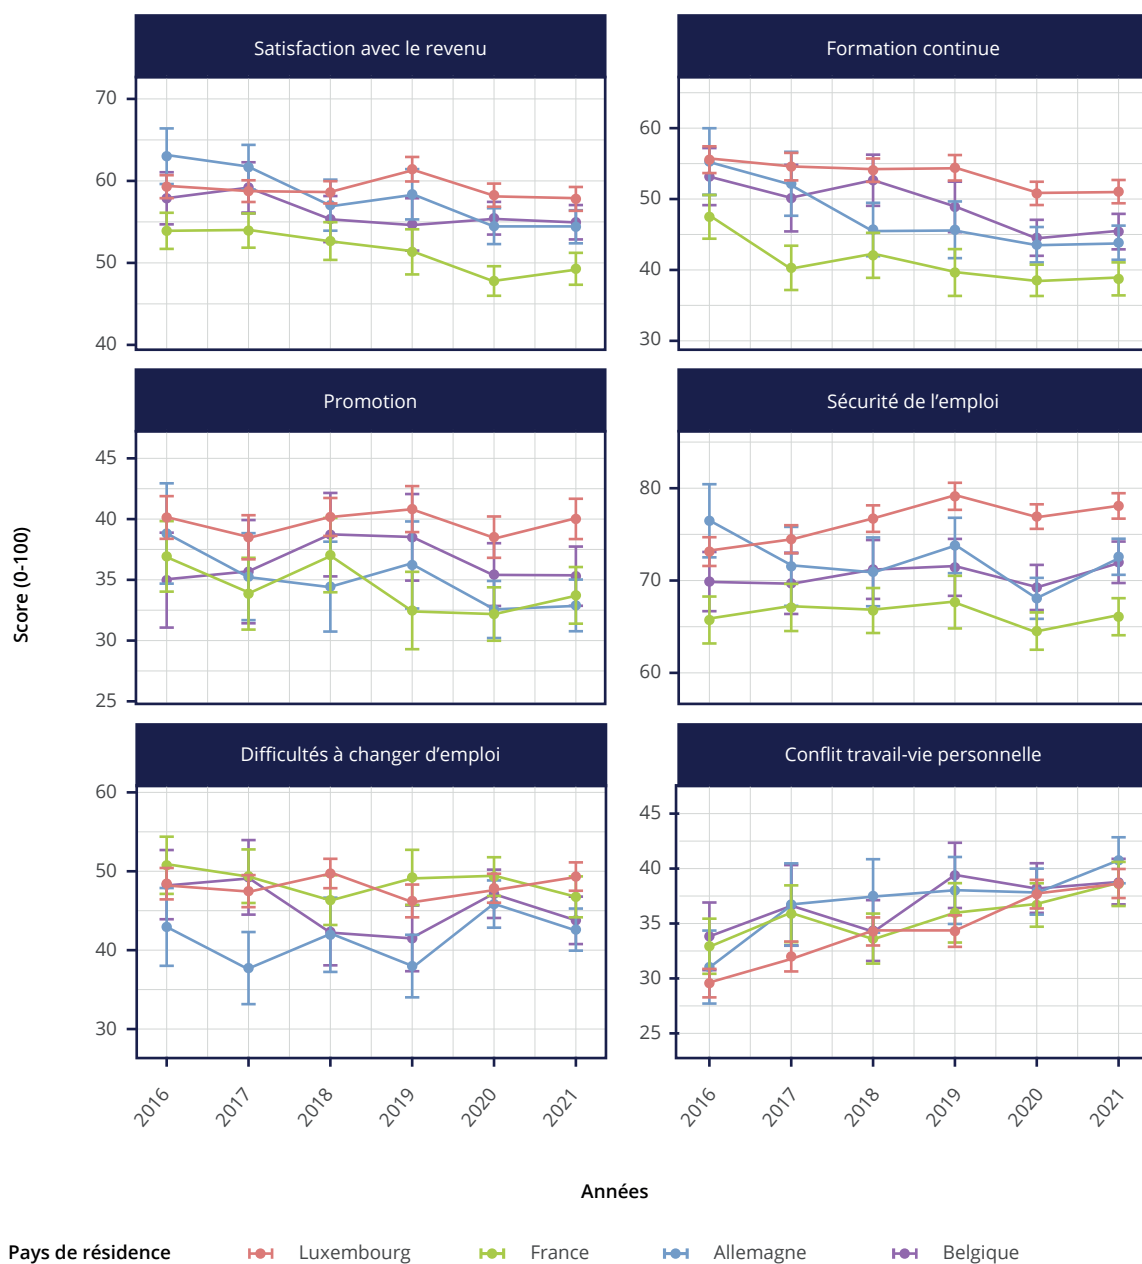 Satisfaction avec le revenu
Formation continue
70
60
50
40
60
50
40
30
Promotion
Sécurité de l'emploi
45
40
35
30
25
80
70
60
Difficultés à changer d'emploi
Conflit travail-vie personnelle
60
50
40
30
45
40
35
30
25
Score (0-100)
2016 2017 2018 2019 2020 2021
2016 2017 2018 2019 2020 2021
Années
Pays de résidence Luxembourg France Allemagne Belgique